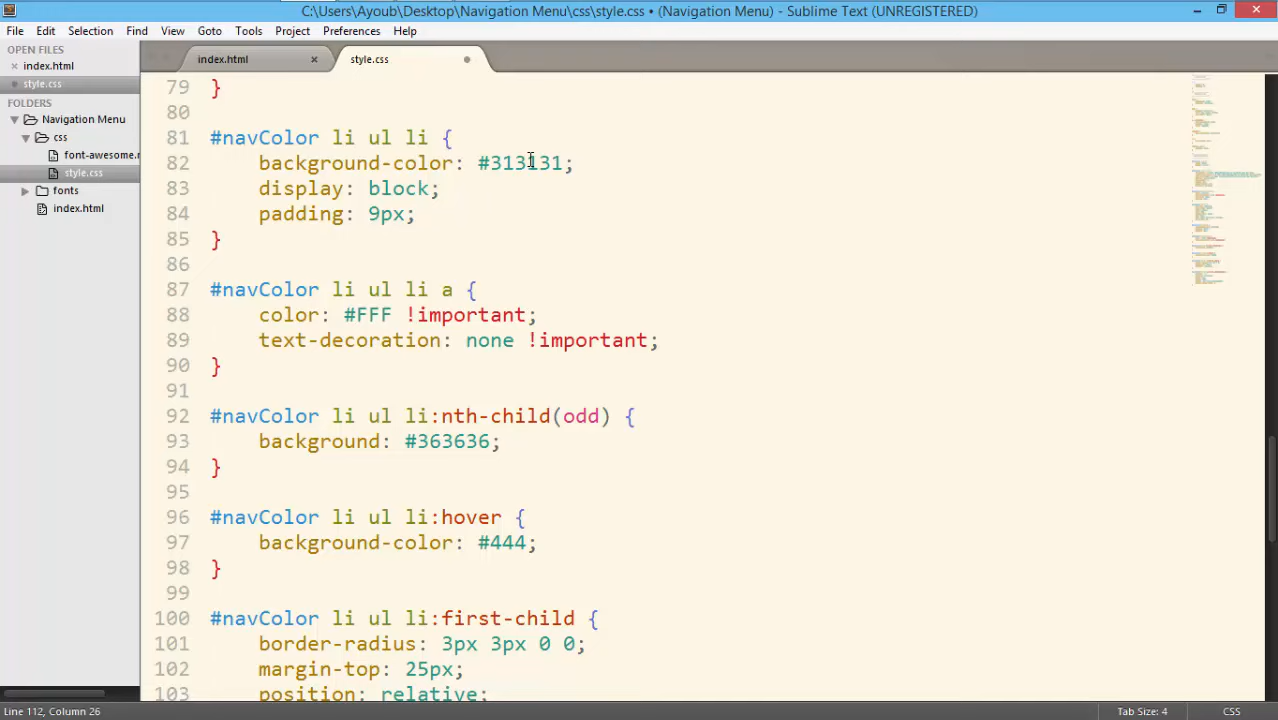 C:\Users\Ayoub\Desktop\Navigation Menu\css\style.css • (Navigation Menu) - Sublime Text (UNREGISTERED)
File Edit Selection Find View Goto Tools Project Preferences Help
OPEN FILES
index.html
style.css
FOLDERS
Navigation Menu
css
font-awesome.m
style.css
fonts
index.html
index.html
style.css
79 }
80
81 #navColor li ul li {
82 background-color: #313131;
83 display: block;
84 padding: 9px;
85 }
86
87 #navColor li ul li a {
88 color: #FFF !important;
89 text-decoration: none !important;
90 }
91
92 #navColor li ul li:nth-child(odd) {
93 background: #363636;
94 }
95
96 #navColor li ul li:hover {
97 background-color: #444;
98 }
99
100 #navColor li ul li:first-child {
101 border-radius: 3px 3px 0 0;
102 margin-top: 25px;
103 position: relative;
Line 112, Column 26
Tab Size: 4
CSS